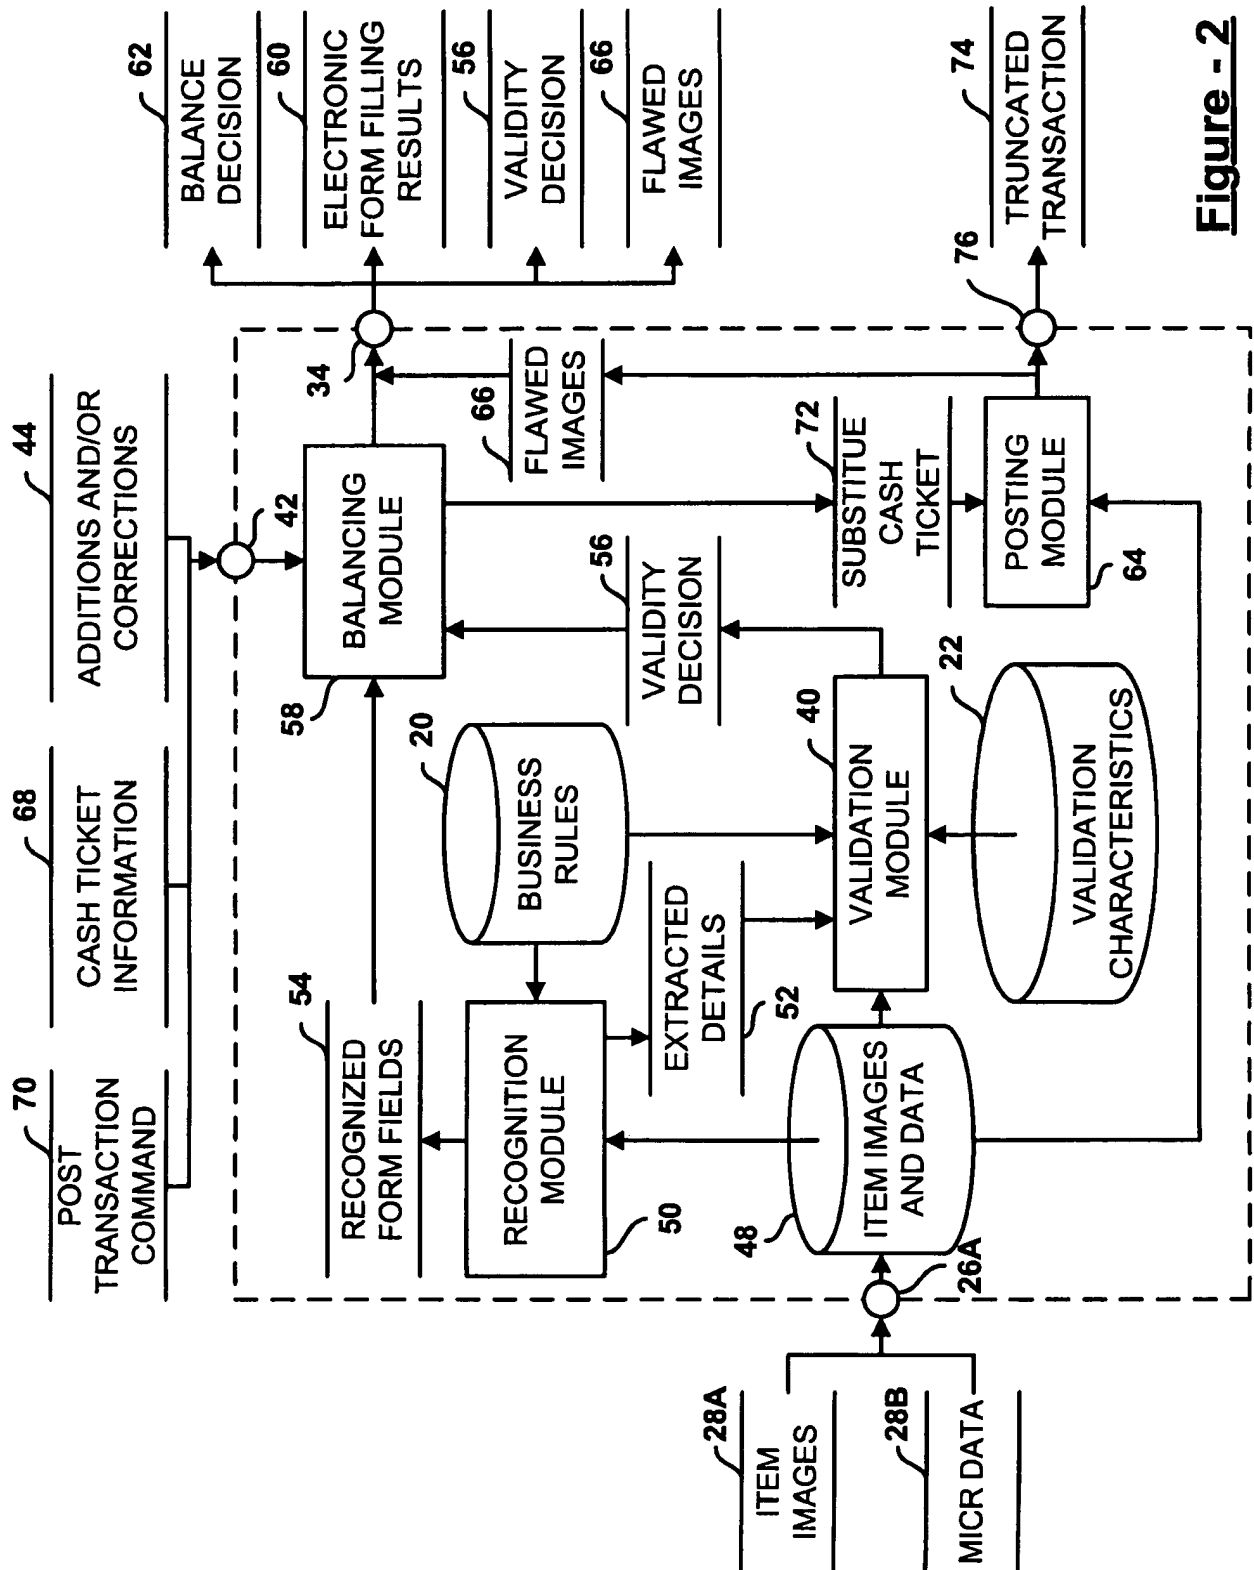 70
POST
TRANSACTION
COMMAND
68
CASH TICKET
INFORMATION
44
ADDITIONS AND/OR
CORRECTIONS
62
BALANCE
DECISION
60
ELECTRONIC
FORM FILLING
RESULTS
56
VALIDITY
DECISION
66
FLAWED
IMAGES
42
34
54
RECOGNIZED
FORM FIELDS
58
BALANCING
MODULE
66
FLAWED
IMAGES
20
BUSINESS
RULES
RECOGNITION
MODULE
50
EXTRACTED
DETAILS
52
56
VALIDITY
DECISION
72
SUBSTITUE
CASH
TICKET
28A
ITEM
IMAGES
28B
MICR DATA
26A
48
ITEM IMAGES
AND DATA
40
VALIDATION
MODULE
22
VALIDATION
CHARACTERISTICS
POSTING
MODULE
64
76
74
TRUNCATED
TRANSACTION
Figure - 2